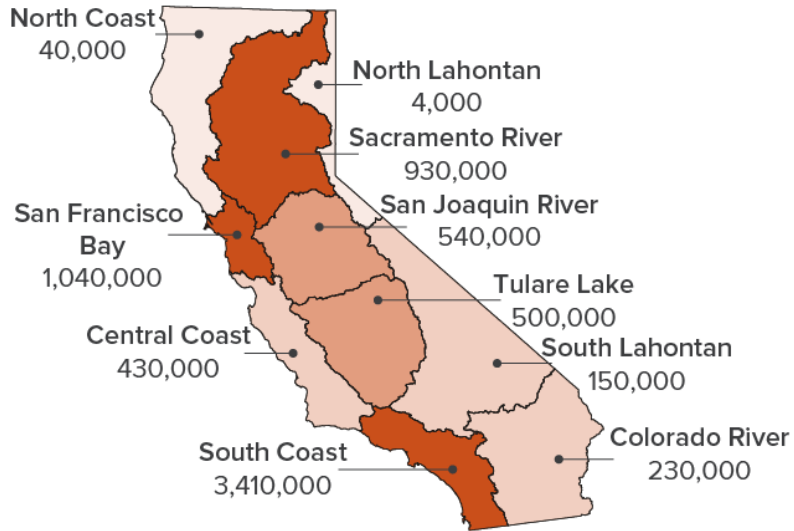 North Coast
40,000
North Lahontan
4,000
Sacramento River
930,000
San Francisco
Bay
1,040,000
San Joaquin River
540,000
Tulare Lake
500,000
Central Coast
430,000
South Lahontan
150,000
South Coast
3,410,000
Colorado River
230,000